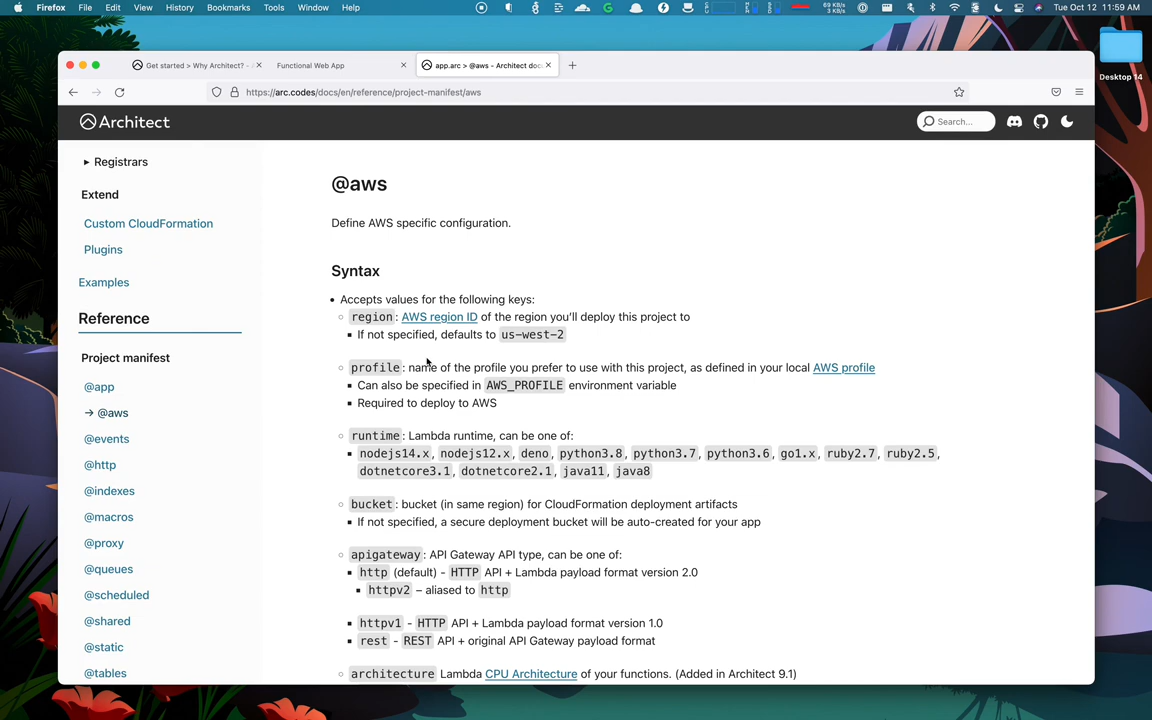 Firefox File Edit View History Bookmarks Tools Window Help
69 KB/s
3 KB/s
Tue Oct 12 11:59 AM
Desktop 14
Get started > Why Architect? -
Functional Web App
app.arc > @aws - Architect doc
https://arc.codes/docs/en/reference/project-manifest/aws
Architect
Search...
Registrars
Extend
Custom CloudFormation
Plugins
Examples
Reference
Project manifest
@app
→ @aws
@events
@http
@indexes
@macros
@proxy
@queues
@scheduled
@shared
@static
@tables
@aws
Define AWS specific configuration.
Syntax
• Accepts values for the following keys:
region: AWS region ID of the region you’ll deploy this project to
If not specified, defaults to us-west-2
profile: name of the profile you prefer to use with this project, as defined in your local AWS profile
Can also be specified in AWS_PROFILE environment variable
Required to deploy to AWS
runtime: Lambda runtime, can be one of:
nodejs14.x, nodejs12.x, deno, python3.8, python3.7, python3.6, go1.x, ruby2.7, ruby2.5,
dotnetcore3.1, dotnetcore2.1, java11, java8
bucket: bucket (in same region) for CloudFormation deployment artifacts
If not specified, a secure deployment bucket will be auto-created for your app
apigateway: API Gateway API type, can be one of:
http (default) - HTTP API + Lambda payload format version 2.0
httpv2 – aliased to http
httpv1 - HTTP API + Lambda payload format version 1.0
rest - REST API + original API Gateway payload format
architecture Lambda CPU Architecture of your functions. (Added in Architect 9.1)